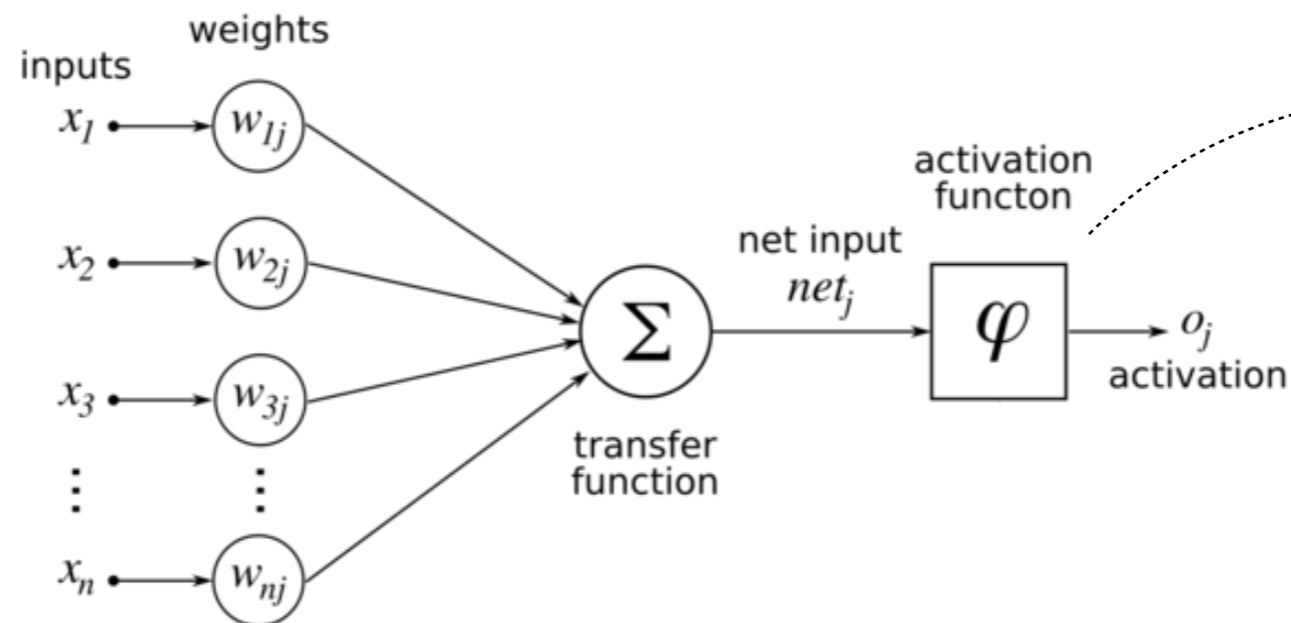 weights
inputs
x₁ w₁ⱼ
x₂ w₂ⱼ
x₃ w₃ⱼ
⋮ ⋮
xₙ wₙⱼ
Σ
transfer
function
net input
netⱼ
activation
functon
φ
oⱼ
activation